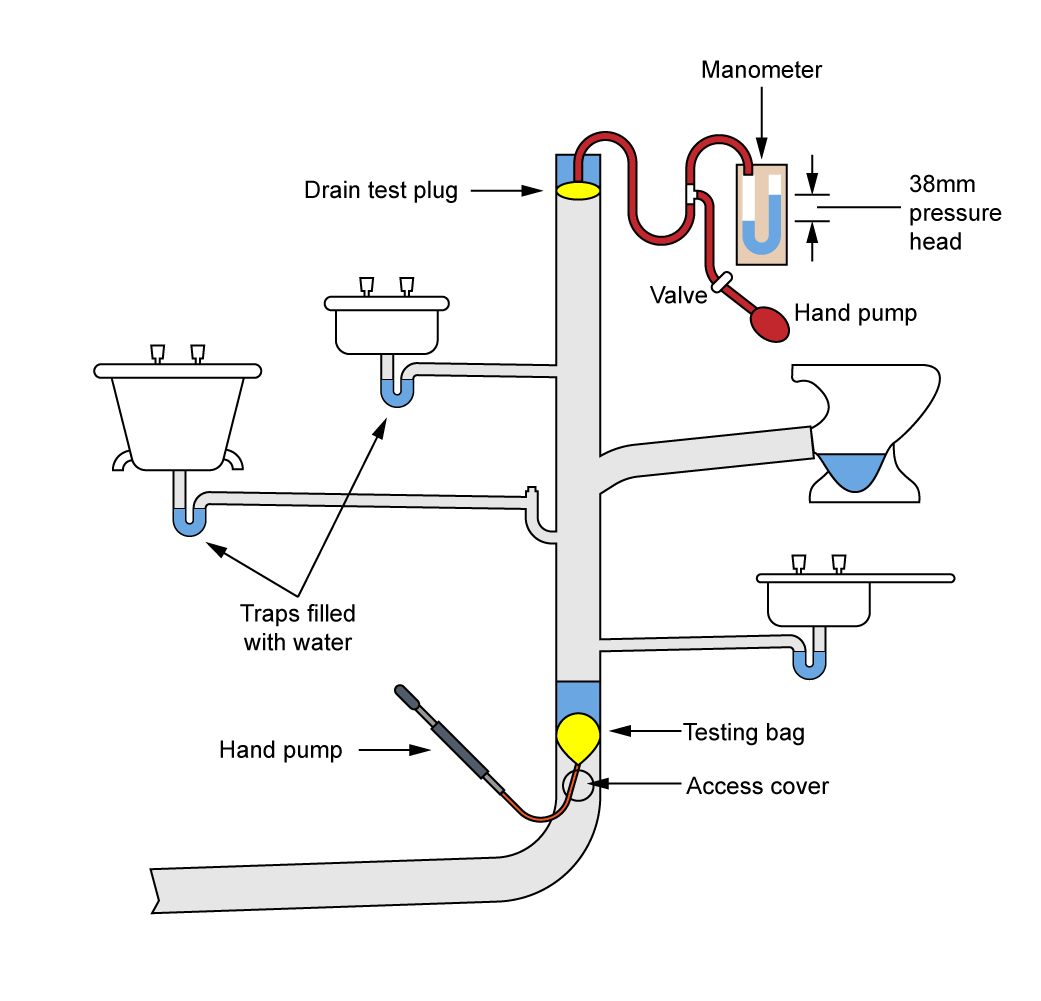 Manometer
Drain test plug
38mm
pressure
head
Valve
Hand pump
Traps filled
with water
Hand pump
Testing bag
Access cover